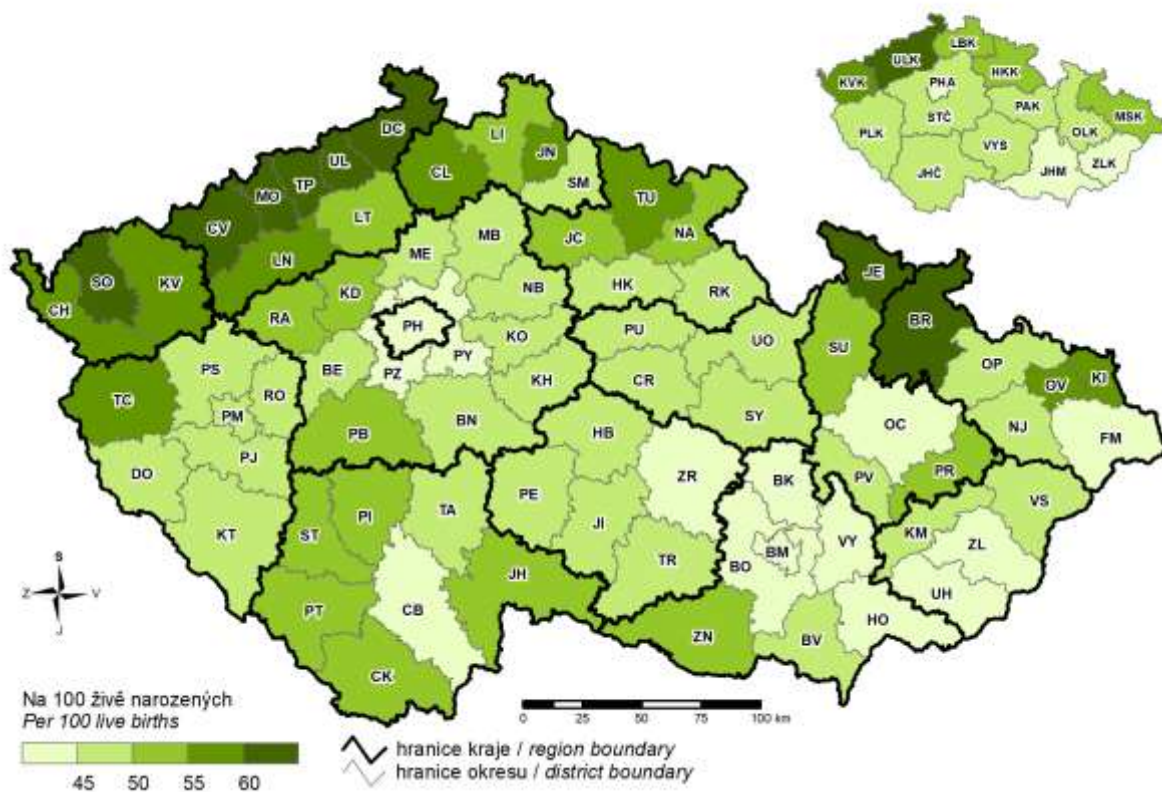 LBK
ULK
KVK
HKK
PHA
PAK
MSK
STČ
PLK
OLK
VYS
ZLK
JHČ
JHM
DC
LI
UL
JN
CL
TP
MO
SM
TU
CV
LT
JC
NA
MB
ME
LN
SO
KV
JE
NB
HK
KD
RK
CH
RA
BR
PH
PU
KO
UO
SU
PS
BE
PY
OP
KI
PZ
RO
CR
KH
TC
PM
BN
SY
OC
NJ
FM
PB
HB
PJ
DO
PR
ZR
PV
BK
VS
PE
TA
PI
ST
KT
JI
KM
ZL
VY
BM
BO
TR
JH
UH
PT
CB
HO
ZN
BV
CK
S
Z
V
J
Na 100 živě narozených
Per 100 live births
45 50 55 60
0 25 50 75 100 km
hranice kraje / region boundary
hranice okresu / district boundary